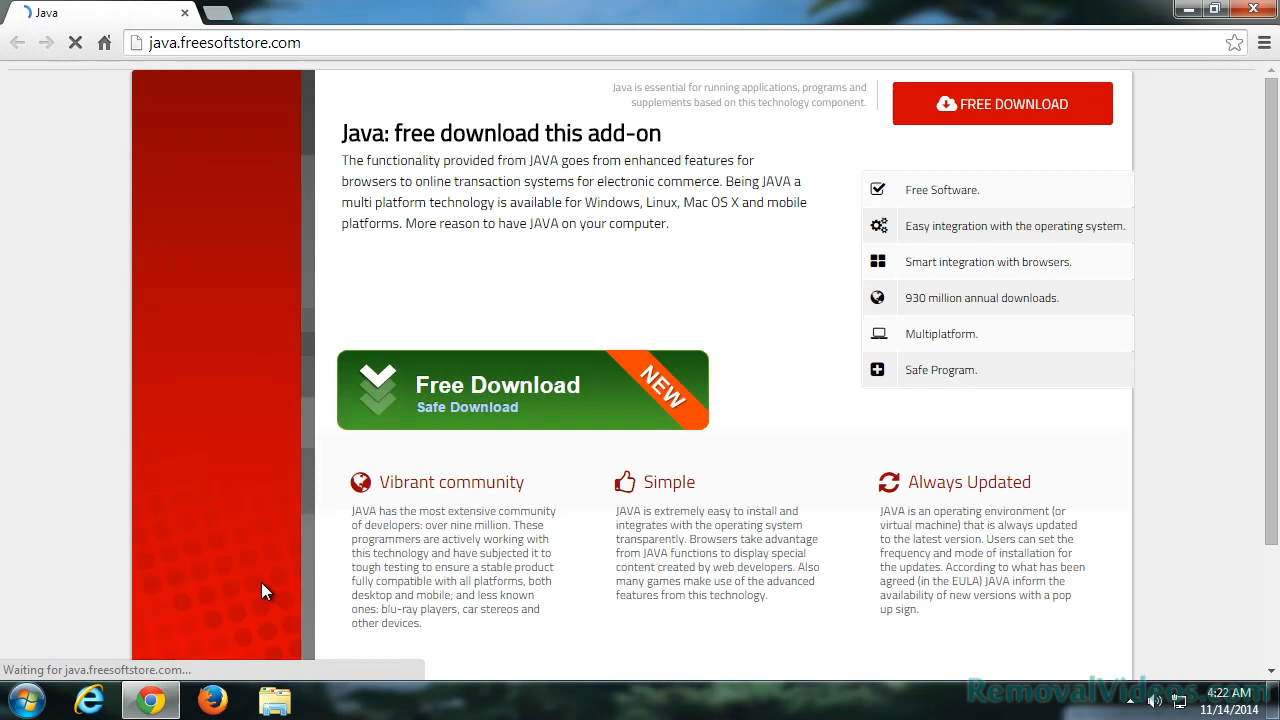 Java
java.freesoftstore.com
Java is essential for running applications, programs and
supplements based on this technology component.
FREE DOWNLOAD
Java: free download this add-on
The functionality provided from JAVA goes from enhanced features for
browsers to online transaction systems for electronic commerce. Being JAVA a
multi platform technology is available for Windows, Linux, Mac OS X and mobile
platforms. More reason to have JAVA on your computer.
Free Software.
Easy integration with the operating system.
Smart integration with browsers.
930 million annual downloads.
Multiplatform.
Safe Program.
Free Download
Safe Download
NEW
Vibrant community
JAVA has the most extensive community
of developers: over nine million. These
programmers are actively working with
this technology and have subjected it to
tough testing to ensure a stable product
fully compatible with all platforms, both
desktop and mobile; and less known
ones: blu-ray players, car stereos and
other devices.
Simple
JAVA is extremely easy to install and
integrates with the operating system
transparently. Browsers take advantage
from JAVA functions to display special
content created by web developers. Also
many games make use of the advanced
features from this technology.
Always Updated
JAVA is an operating environment (or
virtual machine) that is always updated
to the latest version. Users can set the
frequency and mode of installation for
the updates. According to what has been
agreed (in the EULA) JAVA inform the
availability of new versions with a pop
up sign.
Waiting for java.freesoftstore.com...
RemovalVideos.com
4:22 AM
11/14/2014